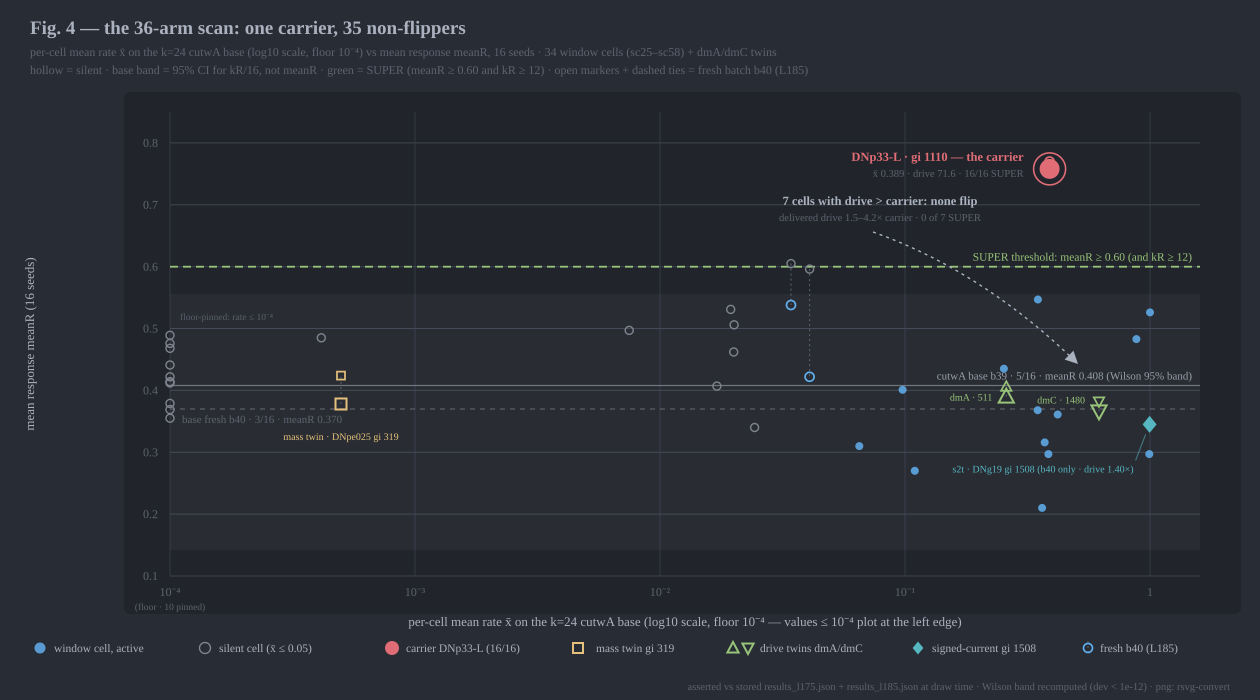 Fig. 4 — the 36-arm scan: one carrier, 35 non-flippers
per-cell mean rate x̄ on the k=24 cutwA base (log10 scale, floor 10⁻⁴) vs mean response meanR, 16 seeds · 34 window cells (sc25–sc58) + dmA/dmC twins
hollow = silent · base band = 95% CI for kR/16, not meanR · green = SUPER (meanR ≥ 0.60 and kR ≥ 12) · open markers + dashed ties = fresh batch b40 (L185)
0.8
DNp33-L · gi 1110 — the carrier
x̄ 0.389 · drive 71.6 · 16/16 SUPER
0.7
7 cells with drive > carrier: none flip
delivered drive 1.5–4.2× carrier · 0 of 7 SUPER
SUPER threshold: meanR ≥ 0.60 (and kR ≥ 12)
0.6
floor-pinned: rate ≤ 10⁻⁴
0.5
cutwA base b39 · 5/16 · meanR 0.408 (Wilson 95% band)
0.4
dmA · 511
dmC · 1480
base fresh b40 · 3/16 · meanR 0.370
mass twin · DNpe025 gi 319
0.3
s2t · DNg19 gi 1508 (b40 only · drive 1.40×)
0.2
0.1
mean response meanR (16 seeds)
10⁻⁴
10⁻³
10⁻²
10⁻¹
1
(floor · 10 pinned)
per-cell mean rate x̄ on the k=24 cutwA base (log10 scale, floor 10⁻⁴ — values ≤ 10⁻⁴ plot at the left edge)
window cell, active
silent cell (x̄ ≤ 0.05)
carrier DNp33-L (16/16)
mass twin gi 319
drive twins dmA/dmC
signed-current gi 1508
fresh b40 (L185)
asserted vs stored results_l175.json + results_l185.json at draw time · Wilson band recomputed (dev < 1e-12) · png: rsvg-convert